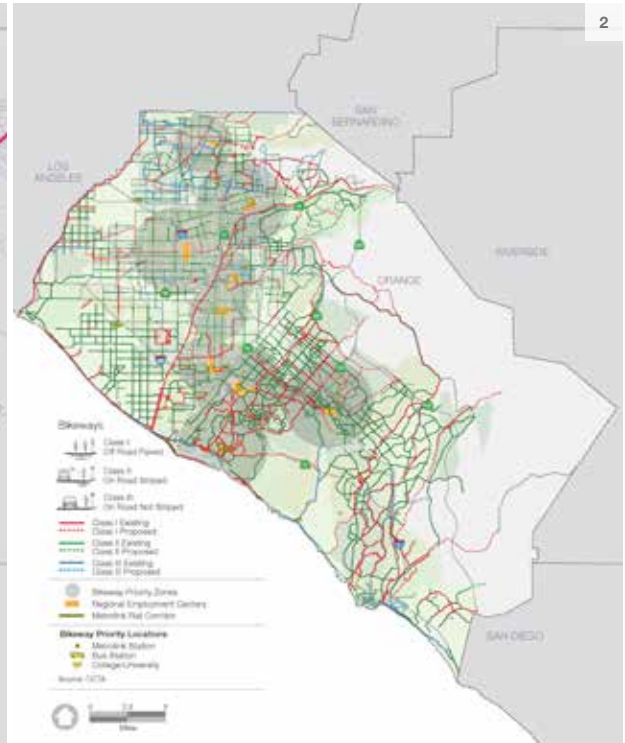 2
SAN
BERNARDINO
LOS
ANGELES
RIVERSIDE
ORANGE
Bikeways
Class I
Off Road Paved
Class II
On Road Striped
Class III
On Road Not Striped
Class I Existing
Class I Proposed
Class II Existing
Class II Proposed
Class III Existing
Class III Proposed
Bikeway Priority Zones
Regional Employment Centers
Metrolink Rail Corridors
SAN DIEGO
Bikeway Priority Locations
Metrolink Station
Bus Station
College/University
Source: OCTA
0
Miles